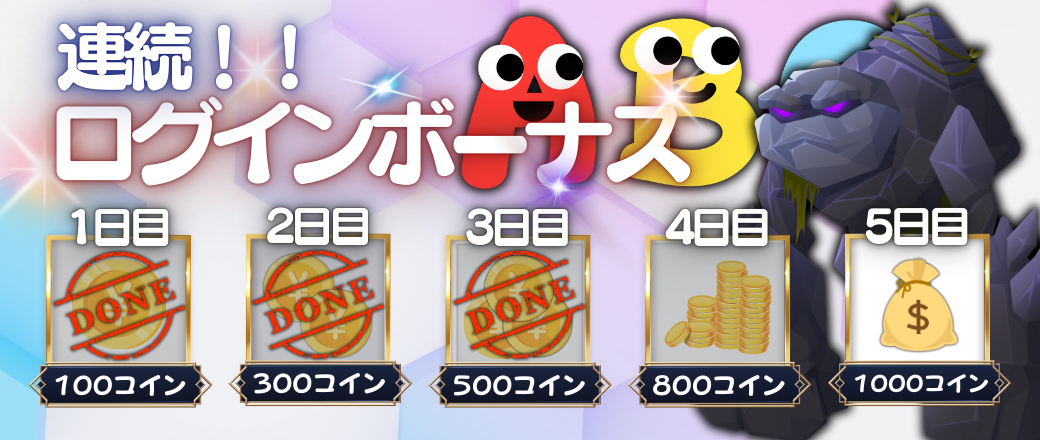 連続！！
ログインボーナス
A B
1日目 2日目 3日目 4日目 5日目
DONE DONE DONE $
100コイン 300コイン 500コイン 800コイン 1000コイン